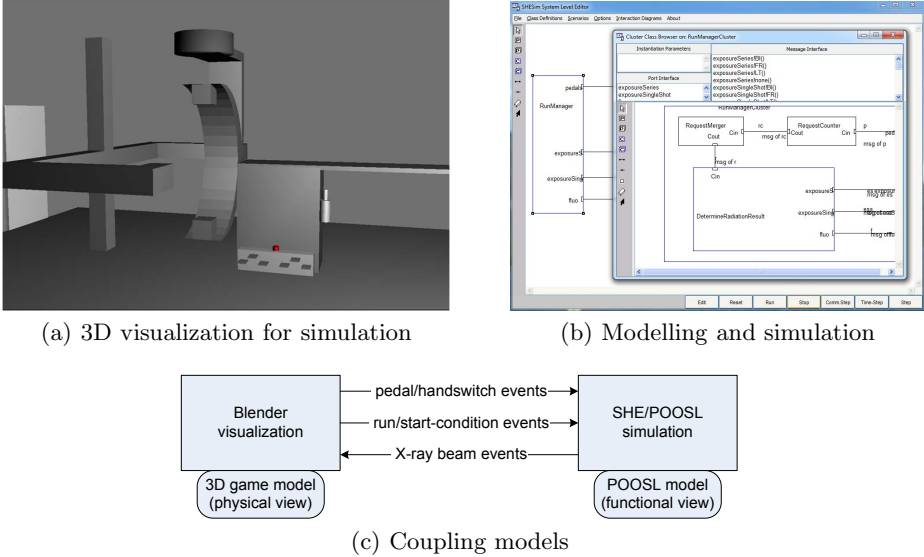 SHESim System Level Editor
File Class Definitions Scenarios Options Interaction Diagrams About
Cluster Class Browser on: RunManagerCluster
Instantiation Parameters
Message Interface
exposureSeries!Bl()
exposureSeries!FR()
exposureSeries!LT()
exposureSeries!none()
exposureSingleShot!Bl()
exposureSingleShot!FR()
Port Interface
exposureSeries
exposureSingleShot
RunManager
pedals
exposureS
exposureSing
fluo
RunManagerCluster
RequestMerger
Cin
Cout
rc
msg of rc
RequestCounter
Cout
Cin
p
msg of p
msg of r
Cin
DetermineRadiationResult
exposureS
msg of es
exposureSing
fluo
Edit Reset Run Stop Comm.Step Time-Step Step
(a) 3D visualization for simulation
(b) Modelling and simulation
Blender
visualization
pedal/handswitch events
run/start-condition events
X-ray beam events
SHE/POOSL
simulation
3D game model
(physical view)
POOSL model
(functional view)
(c) Coupling models